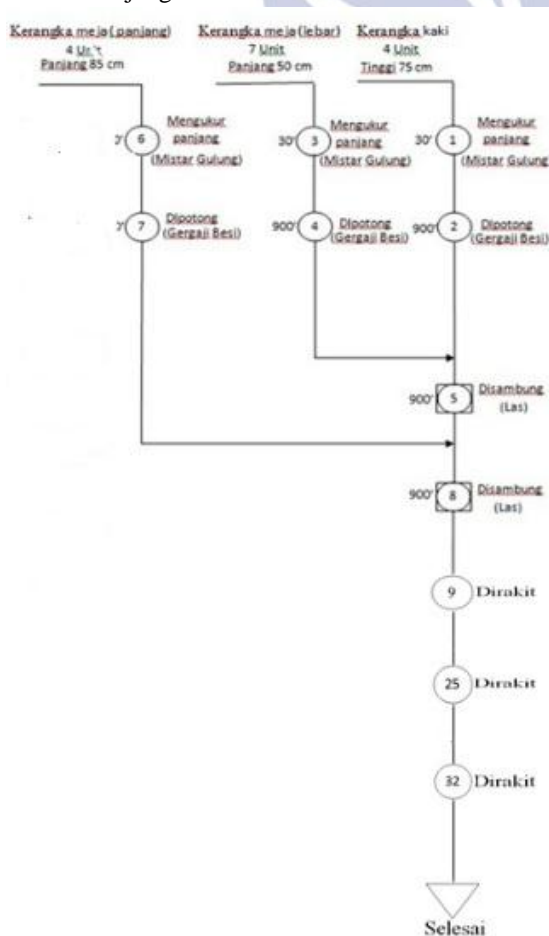 Kerangka meja (panjang)
4
Panjang 85 cm
Kerangka meja (lebar)
7 Unit
Panjang 50 cm
Kerangka kaki
4 Unit
Tinggi 75 cm
6
Mengukur
panjang
(Mistar Gulung)
30'
3
Mengukur
panjang
(Mistar Gulung)
30'
1
Mengukur
panjang
(Mistar Gulung)
7
Dipotong
(Gergaji Besi)
900'
4
Dipotong
(Gergaji Besi)
900'
2
Dipotong
(Gergaji Besi)
900'
5
Disambung
(Las)
900'
8
Disambung
(Las)
9
Dirakit
25
Dirakit
32
Dirakit
Selesai